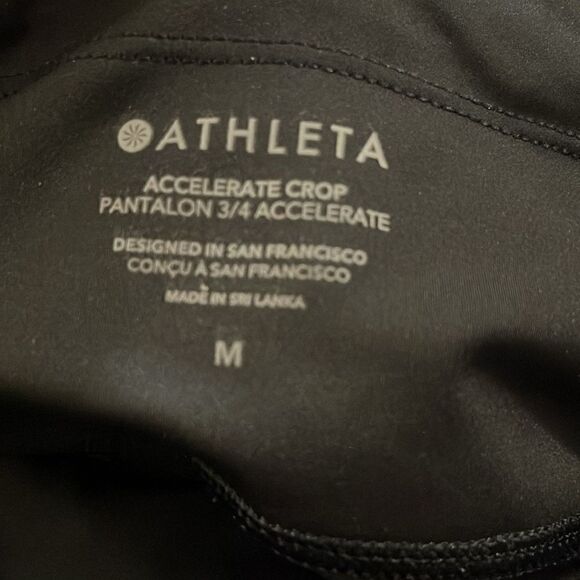 ATHLETA
ACCELERATE CROP
PANTALON 3/4 ACCELERATE
DESIGNED IN SAN FRANCISCO
CONÇU À SAN FRANCISCO
MADE IN SRI LANKA
M